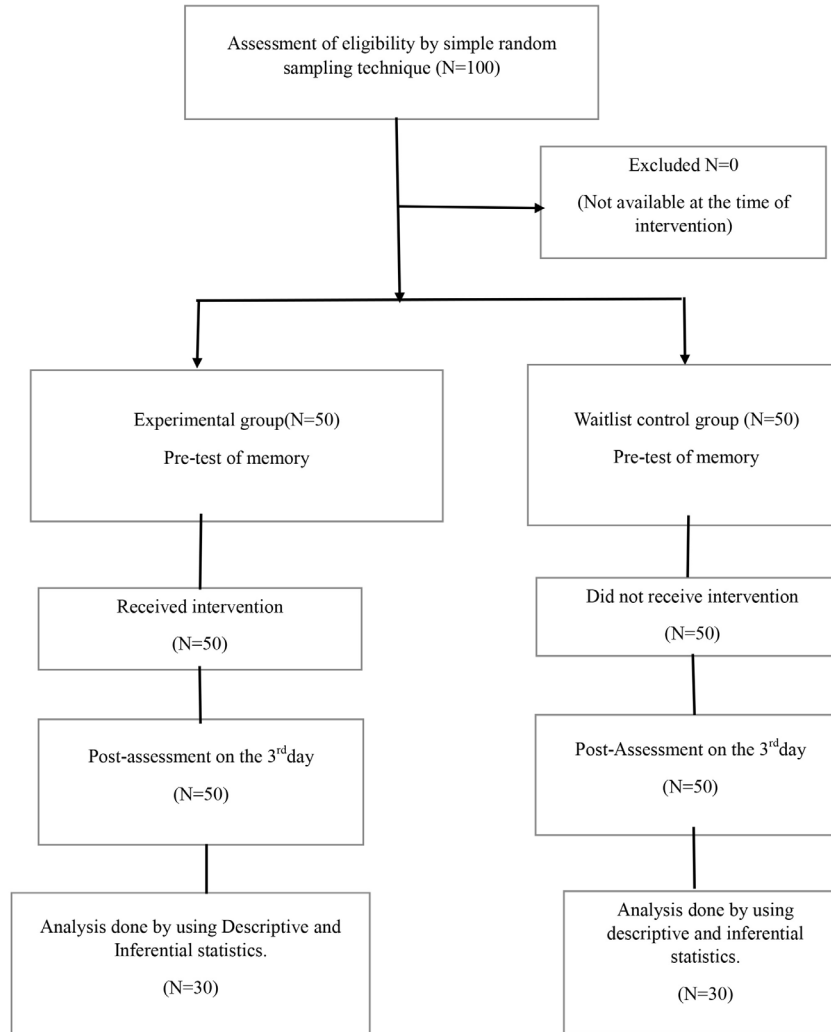 Assessment of eligibility by simple random
sampling technique (N=100)
Excluded N=0
(Not available at the time of
intervention)
Experimental group(N=50)
Pre-test of memory
Waitlist control group (N=50)
Pre-test of memory
Received intervention
(N=50)
Did not receive intervention
(N=50)
Post-assessment on the 3rdday
(N=50)
Post-Assessment on the 3rdday
(N=50)
Analysis done by using Descriptive and
Inferential statistics.
(N=30)
Analysis done by using
descriptive and inferential
statistics.
(N=30)